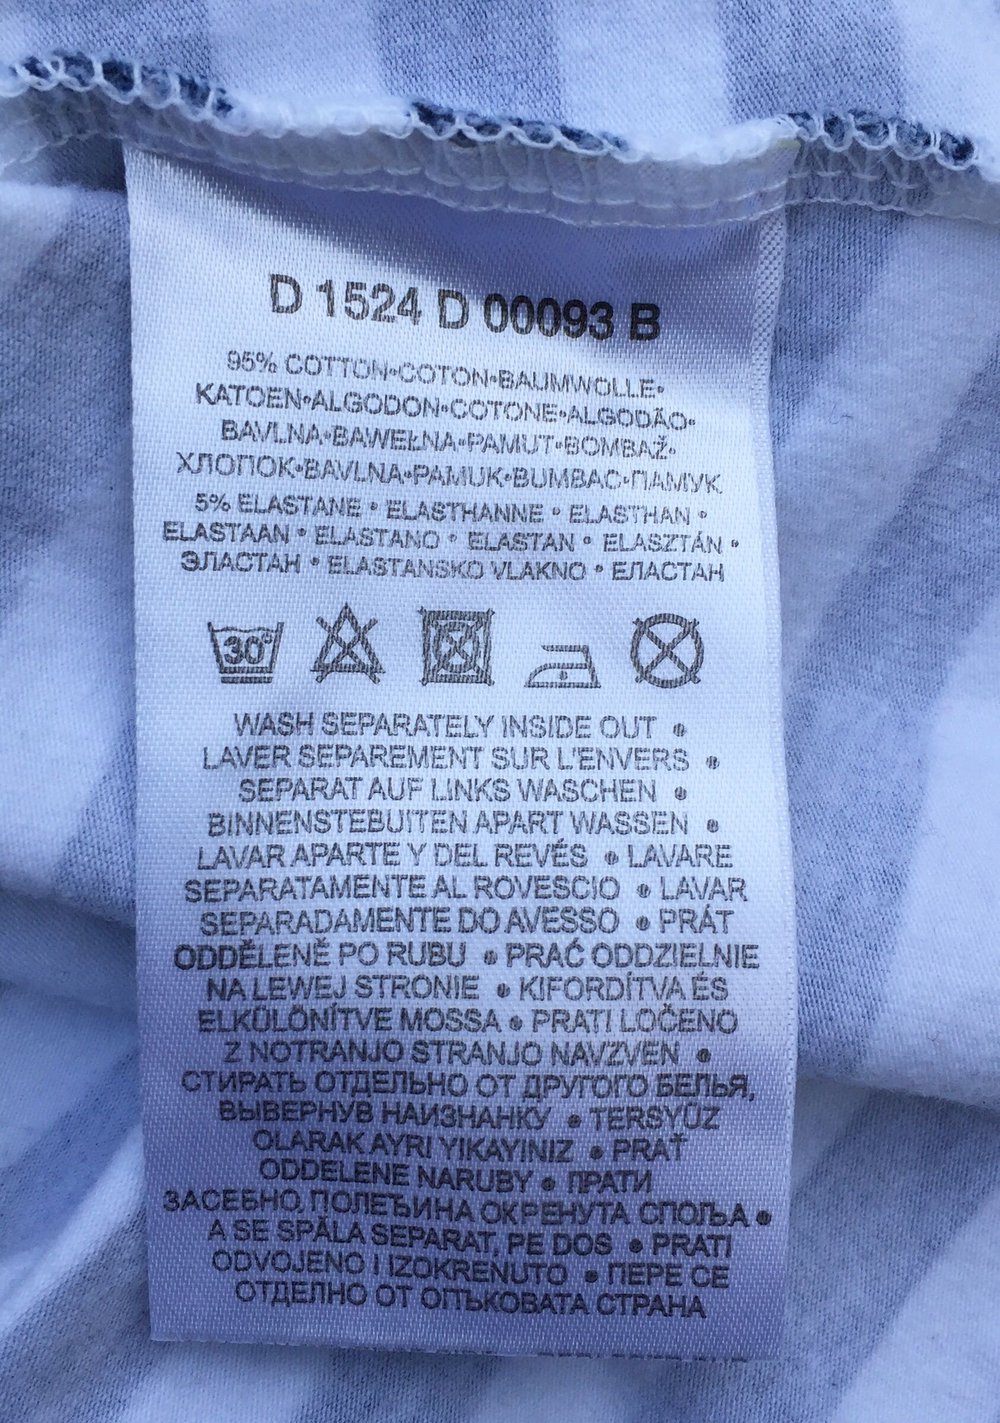 D 1524 D 00093 B
95% COTTON•COTON•BAUMWOLLE•
KATOEN•ALGODON•COTONE•ALGODÃO•
BAVLNA•BAWEŁNA•PAMUT•BOMBAŽ•
ХЛОПОК•BAVLNA•PAMUK•BUMBAC•ПАМУК
5% ELASTANE • ELASTHANNE • ELASTHAN •
ELASTAAN • ELASTANO • ELASTAN • ELASZTÁN •
ЭЛАСТАН • ELASTANSKO VLAKNO • ЕЛАСТАН
30°
WASH SEPARATELY INSIDE OUT •
LAVER SEPAREMENT SUR L'ENVERS •
SEPARAT AUF LINKS WASCHEN •
BINNENSTEBUITEN APART WASSEN •
LAVAR APARTE Y DEL REVÉS • LAVARE
SEPARATAMENTE AL ROVESCIO • LAVAR
SEPARADAMENTE DO AVESSO • PRÁT
ODDĚLENĚ PO RUBU • PRAĆ ODDZIELNIE
NA LEWEJ STRONIE • KIFORDÍTVA ÉS
ELKÜLÖNÍTVE MOSSA • PRATI LOČENO
Z NOTRANJO STRANJO NAVZVEN •
СТИРАТЬ ОТДЕЛЬНО ОТ ДРУГОГО БЕЛЬЯ,
ВЫВЕРНУВ НАИЗНАНКУ • TERSYÜZ
OLARAK AYRI YIKAYINIZ • PRAŤ
ODDELENE NARUBY • ПРАТИ
ЗАСЕБНО, ПОЛЕЂИНА ОКРЕНУТА СПОЉА •
A SE SPĂLA SEPARAT, PE DOS • PRATI
ODVOJENO I IZOKRENUTO • ПЕРЕ СЕ
ОТДЕЛНО ОТ ОПЪКОВАТА СТРАНА